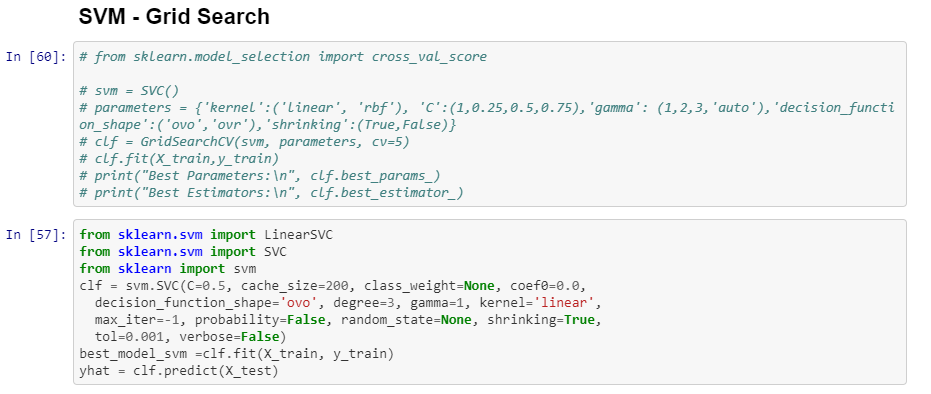 SVM - Grid Search
In [60]: # from sklearn.model_selection import cross_val_score
# svm = SVC()
# parameters = {'kernel':('linear', 'rbf'), 'C':(1,0.25,0.5,0.75),'gamma': (1,2,3,'auto'),'decision_functi
on_shape':('ovo','ovr'),'shrinking':(True,False)}
# clf = GridSearchCV(svm, parameters, cv=5)
# clf.fit(X_train,y_train)
# print("Best Parameters:\n", clf.best_params_)
# print("Best Estimators:\n", clf.best_estimator_)
In [57]: from sklearn.svm import LinearSVC
from sklearn.svm import SVC
from sklearn import svm
clf = svm.SVC(C=0.5, cache_size=200, class_weight=None, coef0=0.0,
decision_function_shape='ovo', degree=3, gamma=1, kernel='linear',
max_iter=-1, probability=False, random_state=None, shrinking=True,
tol=0.001, verbose=False)
best_model_svm =clf.fit(X_train, y_train)
yhat = clf.predict(X_test)